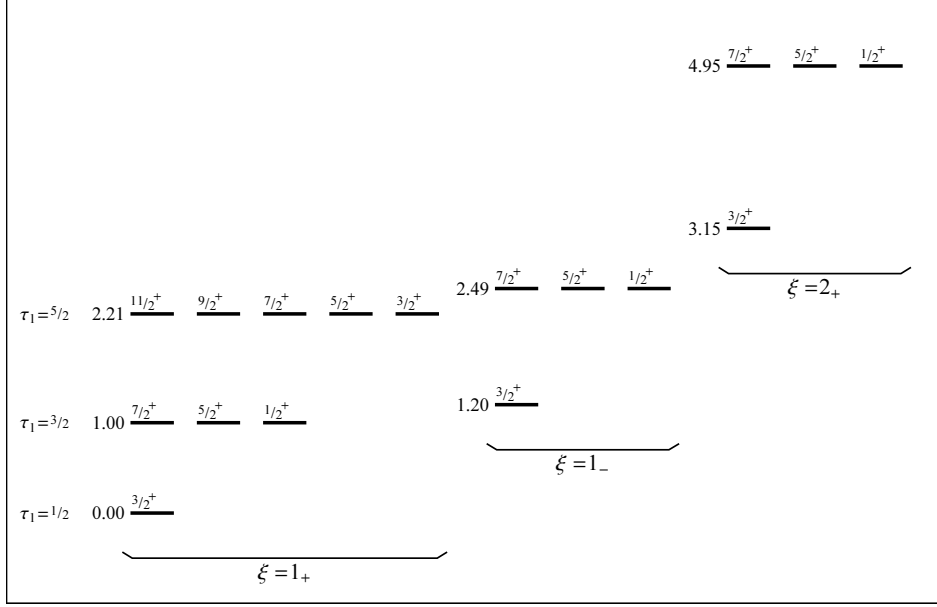 4.95 7/2+ 5/2+ 1/2+
3.15 3/2+
ξ=2+
2.49 7/2+ 5/2+ 1/2+
τ1=5/2 2.21 11/2+ 9/2+ 7/2+ 5/2+ 3/2+
1.20 3/2+
τ1=3/2 1.00 7/2+ 5/2+ 1/2+
ξ=1−
τ1=1/2 0.00 3/2+
ξ=1+